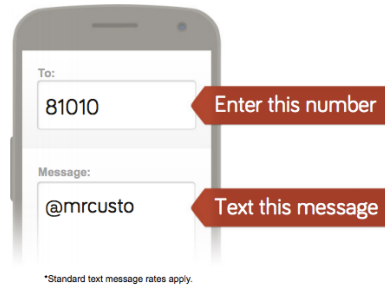 To:
81010
Enter this number
Message:
@mrcusto
Text this message
*Standard text message rates apply.